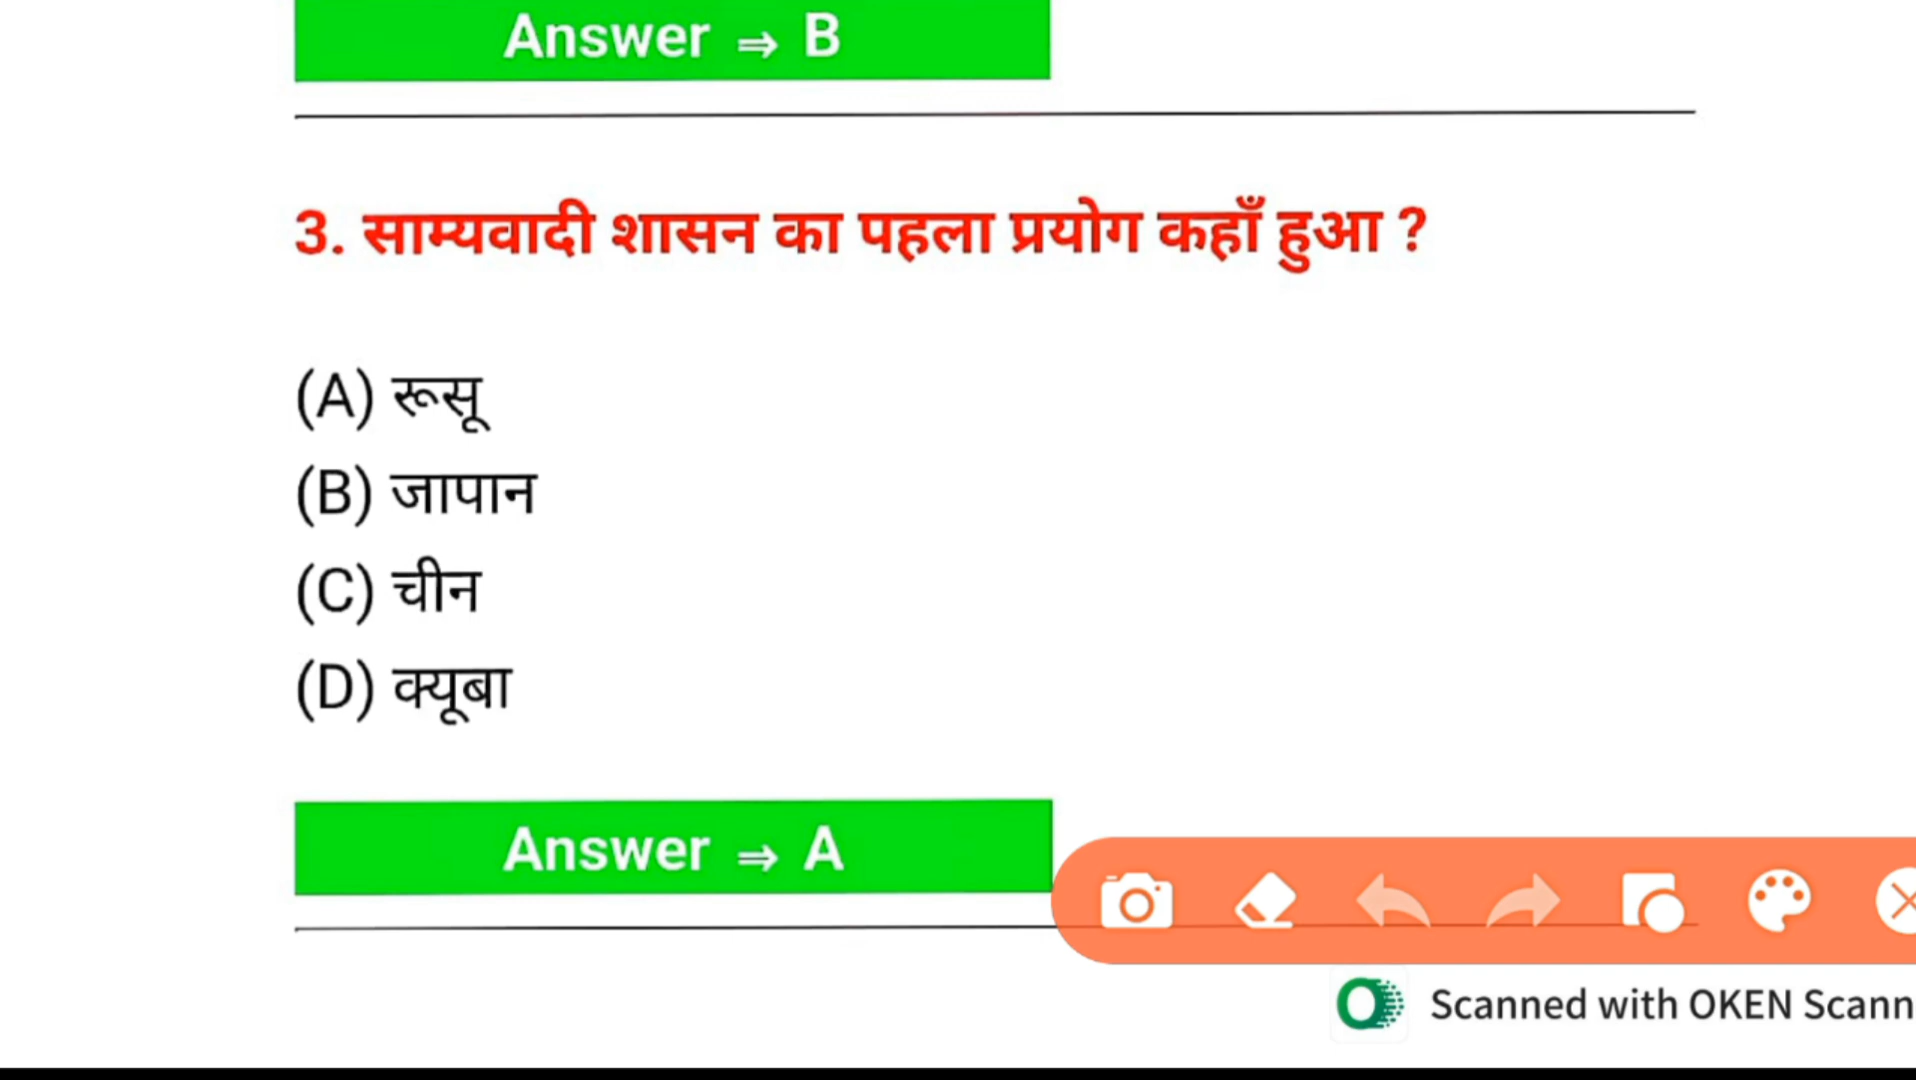 Answer ⇒ B
3. साम्यवादी शासन का पहला प्रयोग कहाँ हुआ ?
(A) रूसू
(B) जापान
(C) चीन
(D) क्यूबा
Answer ⇒ A
Scanned with OKEN Scann